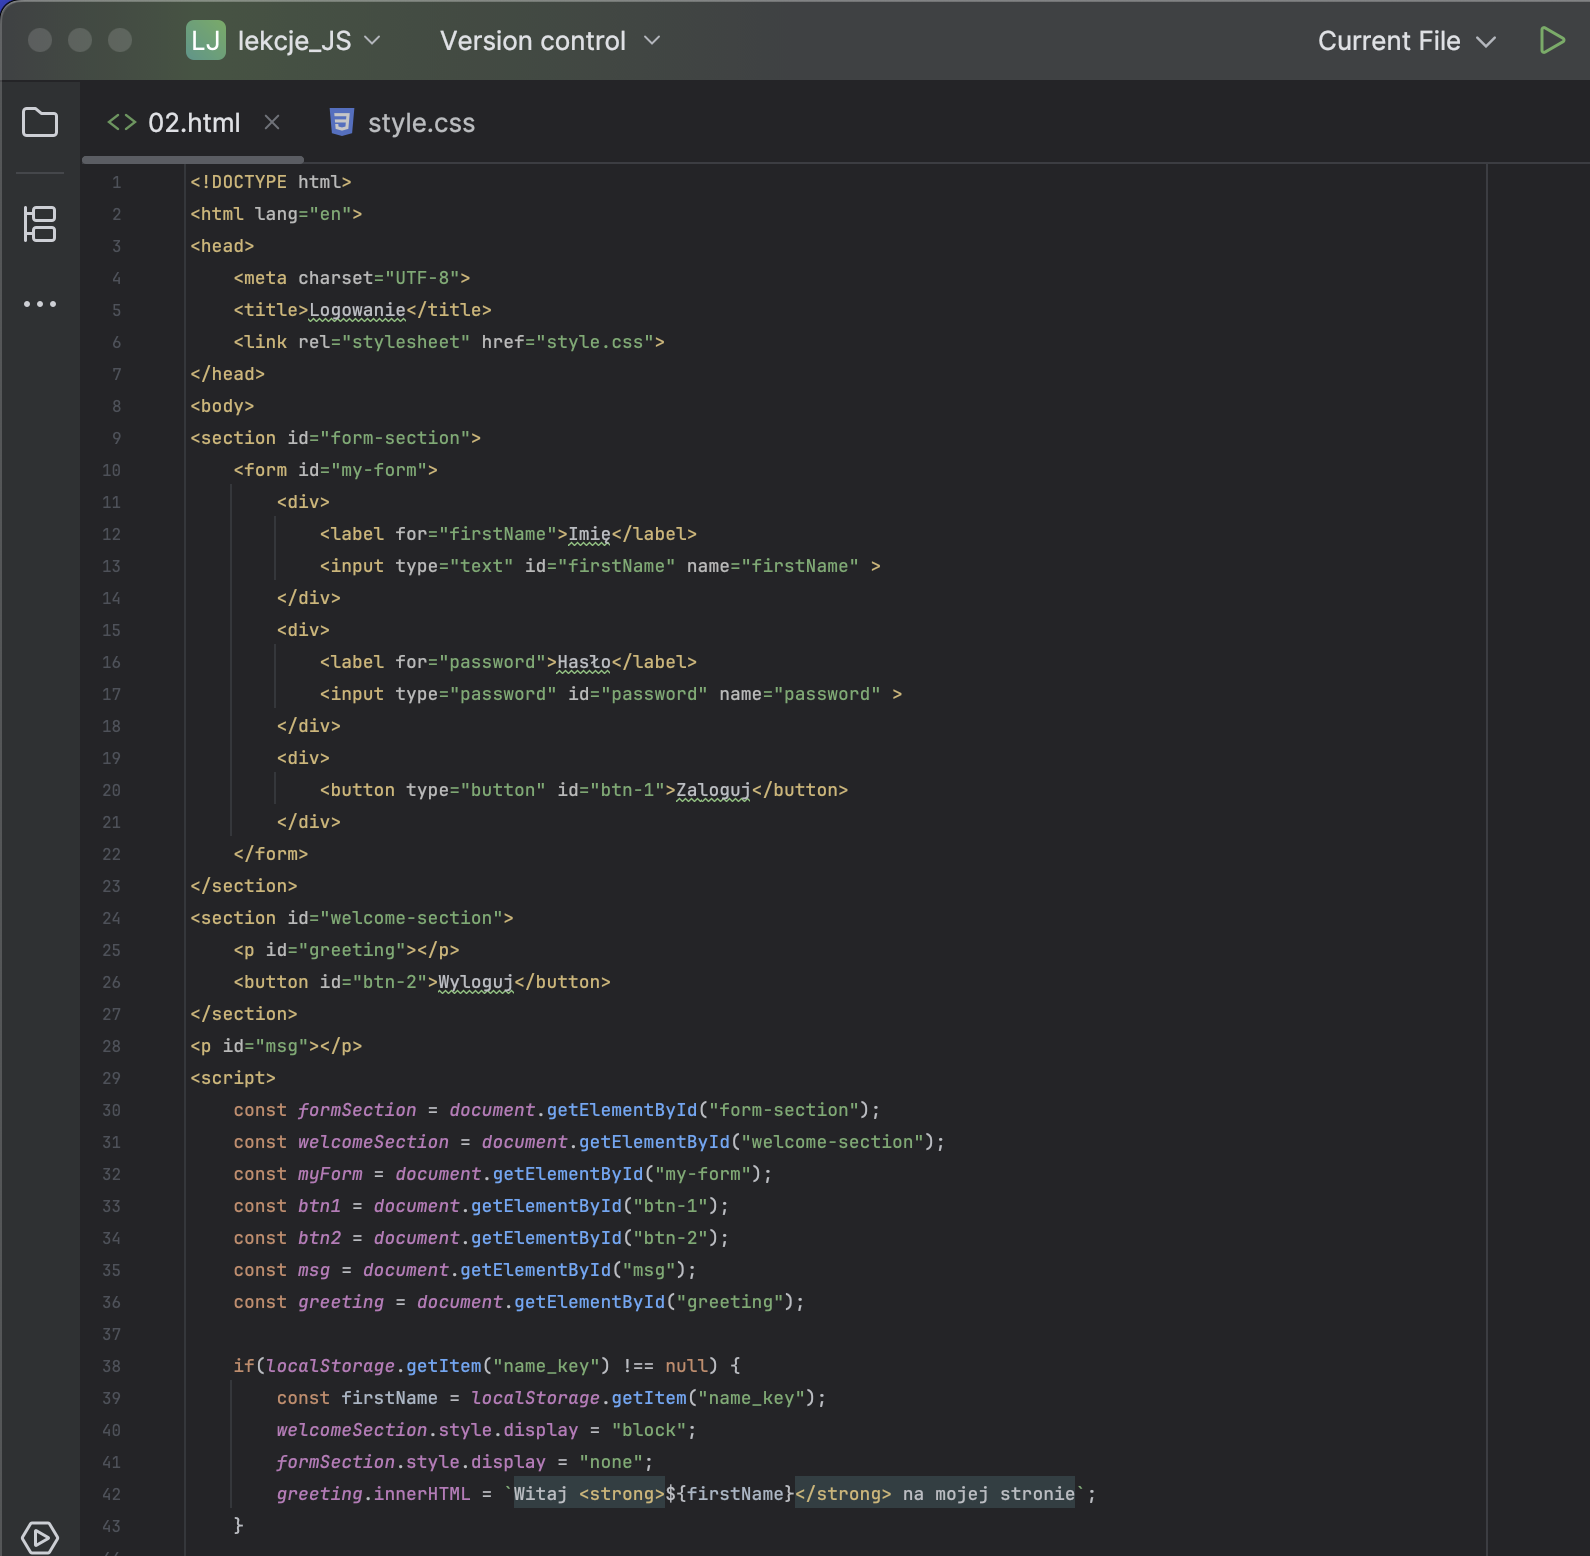 LJ lekcje_JS Version control Current File
<> 02.html style.css
1 <!DOCTYPE html>
2 <html lang="en">
3 <head>
4     <meta charset="UTF-8">
5     <title>Logowanie</title>
6     <link rel="stylesheet" href="style.css">
7 </head>
8 <body>
9 <section id="form-section">
10     <form id="my-form">
11         <div>
12             <label for="firstName">Imię</label>
13             <input type="text" id="firstName" name="firstName" >
14         </div>
15         <div>
16             <label for="password">Hasło</label>
17             <input type="password" id="password" name="password" >
18         </div>
19         <div>
20             <button type="button" id="btn-1">Zaloguj</button>
21         </div>
22     </form>
23 </section>
24 <section id="welcome-section">
25     <p id="greeting"></p>
26     <button id="btn-2">Wyloguj</button>
27 </section>
28 <p id="msg"></p>
29 <script>
30     const formSection = document.getElementById("form-section");
31     const welcomeSection = document.getElementById("welcome-section");
32     const myForm = document.getElementById("my-form");
33     const btn1 = document.getElementById("btn-1");
34     const btn2 = document.getElementById("btn-2");
35     const msg = document.getElementById("msg");
36     const greeting = document.getElementById("greeting");
37
38     if(localStorage.getItem("name_key") !== null) {
39         const firstName = localStorage.getItem("name_key");
40         welcomeSection.style.display = "block";
41         formSection.style.display = "none";
42         greeting.innerHTML = `Witaj <strong>${firstName}</strong> na mojej stronie`;
43     }